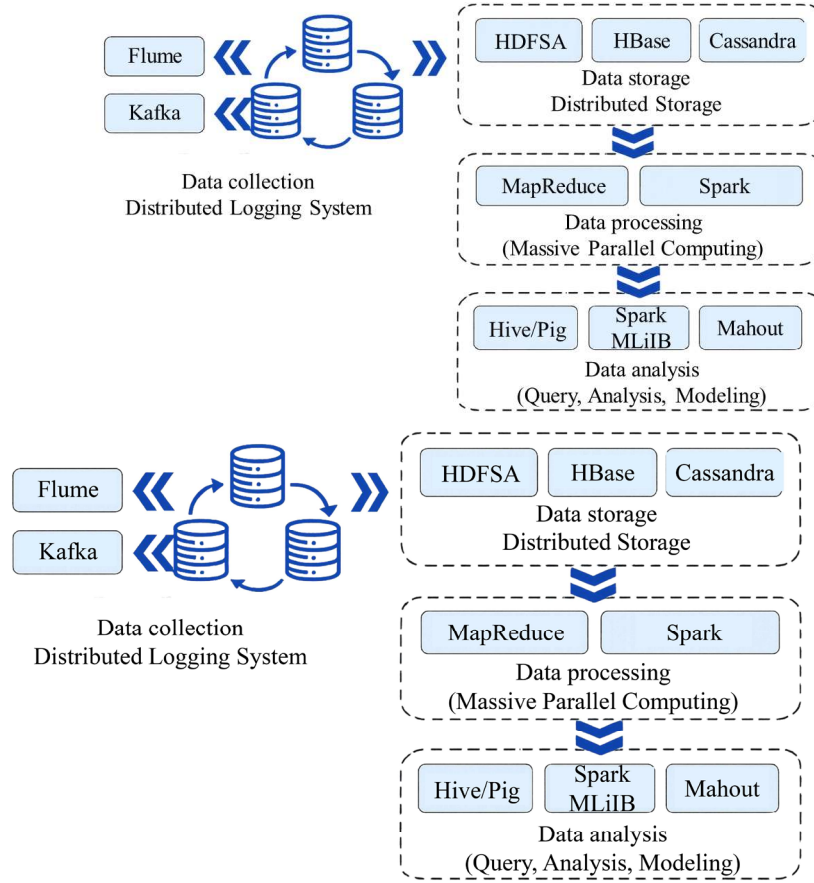 Flume
Kafka
Data collection
Distributed Logging System
HDFSA HBase Cassandra
Data storage
Distributed Storage
MapReduce Spark
Data processing
(Massive Parallel Computing)
Hive/Pig Spark MLiIB Mahout
Data analysis
(Query, Analysis, Modeling)
Flume
Kafka
Data collection
Distributed Logging System
HDFSA HBase Cassandra
Data storage
Distributed Storage
MapReduce Spark
Data processing
(Massive Parallel Computing)
Hive/Pig Spark MLiIB Mahout
Data analysis
(Query, Analysis, Modeling)